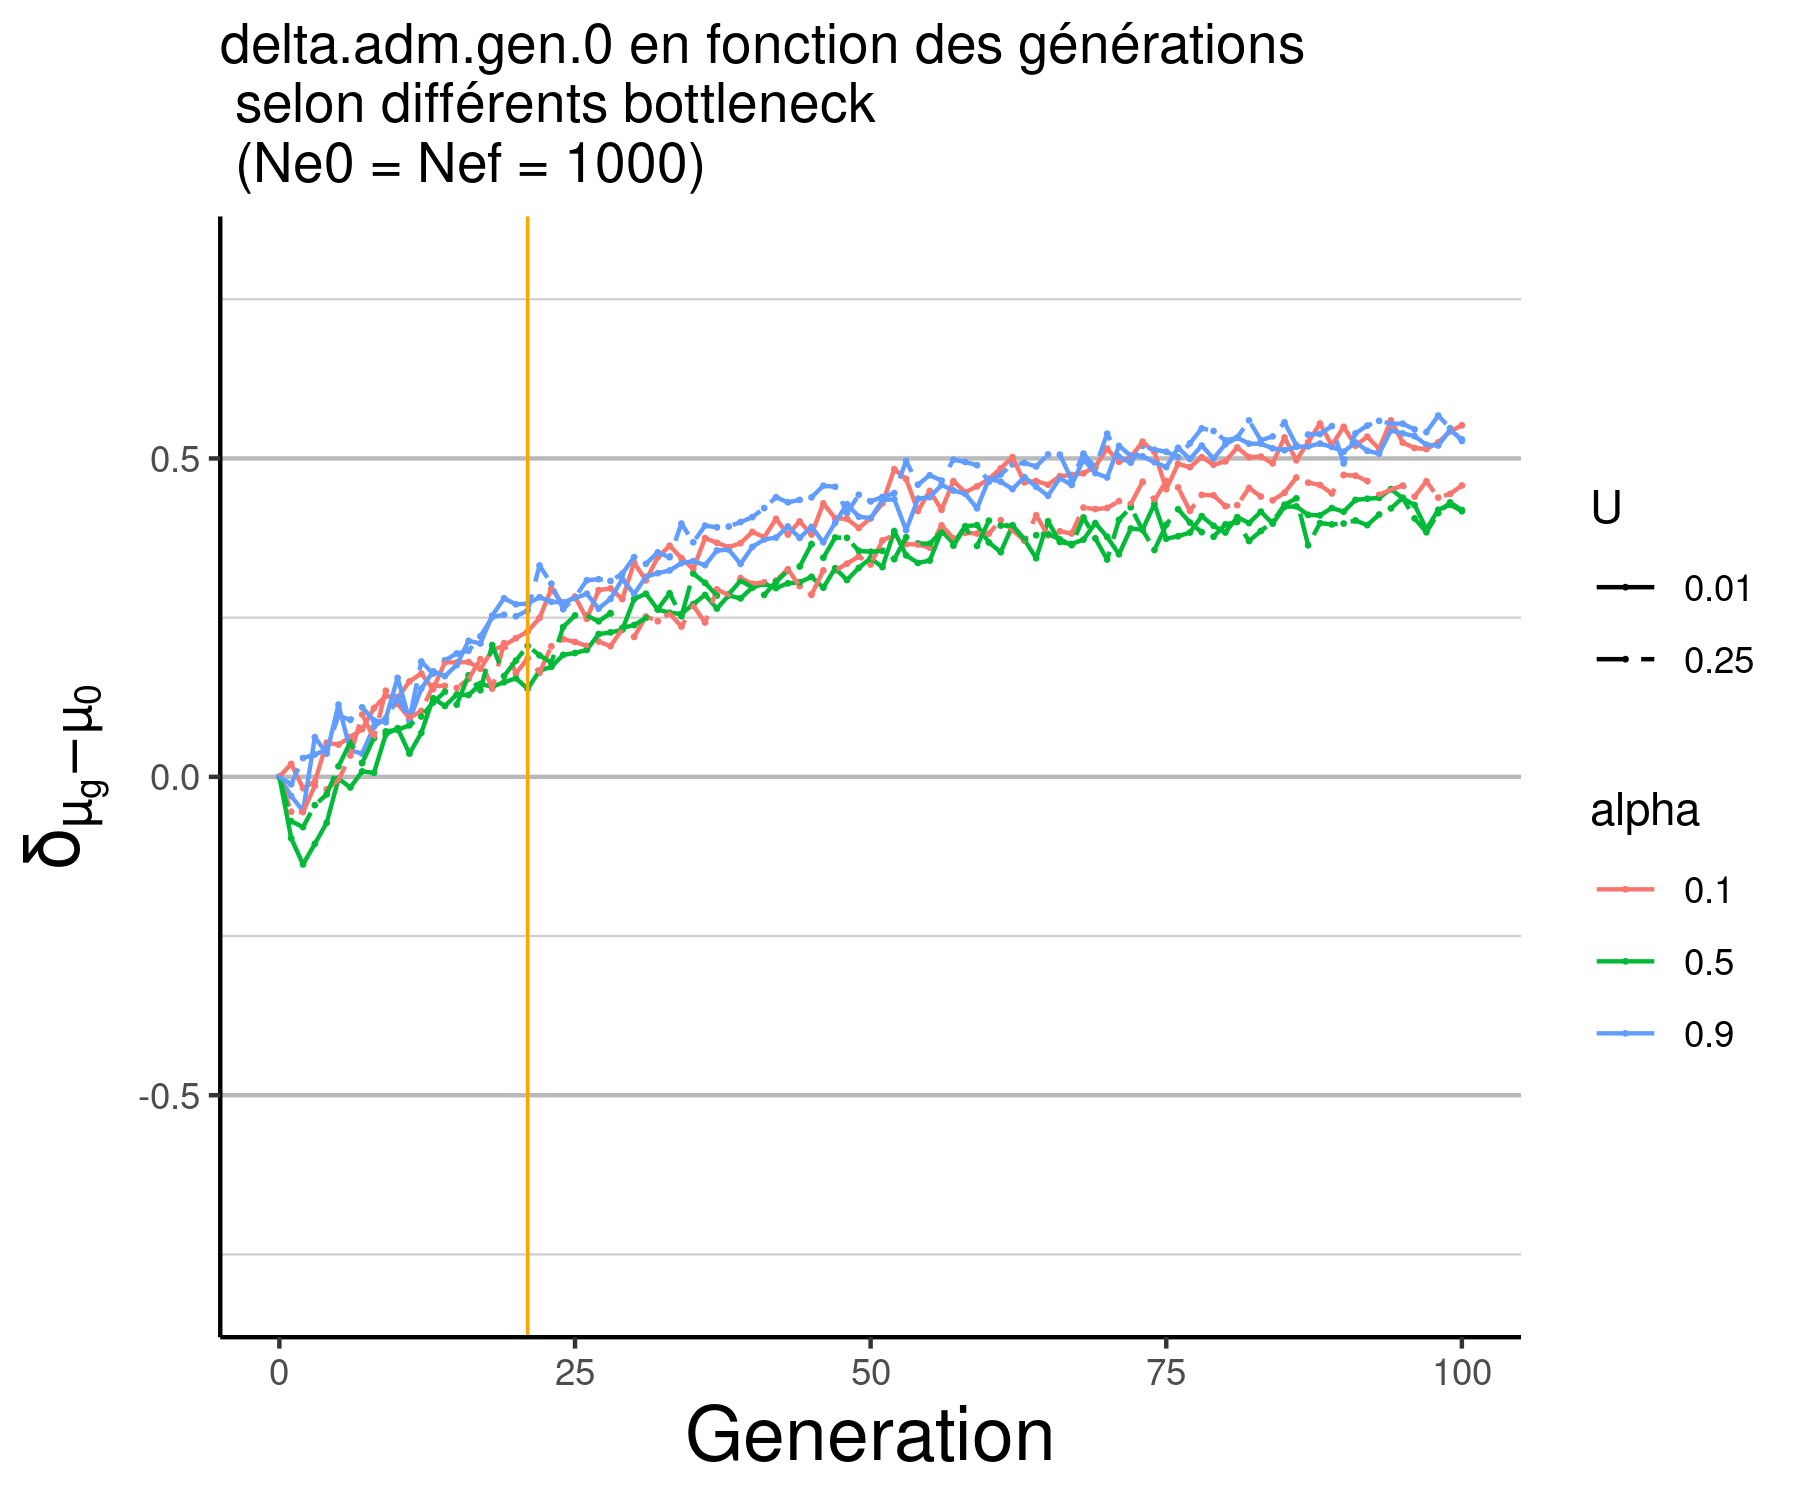 delta.adm.gen.0 en fonction des générations
selon différents bottleneck
(Ne0 = Nef = 1000)
δμg−μ0
0.5
0.0
-0.5
0 25 50 75 100
Generation
U
0.01
0.25
alpha
0.1
0.5
0.9